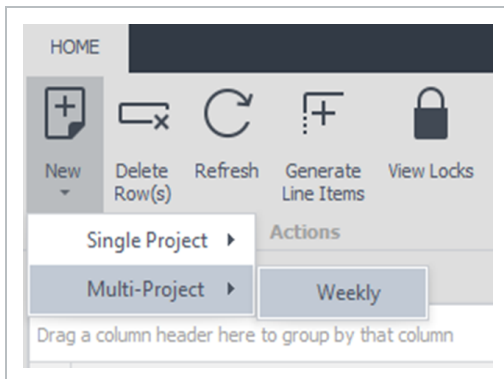 HOME
New Delete Row(s) Refresh Generate Line Items View Locks
Single Project
Actions
Multi-Project
Weekly
Drag a column header here to group by that column